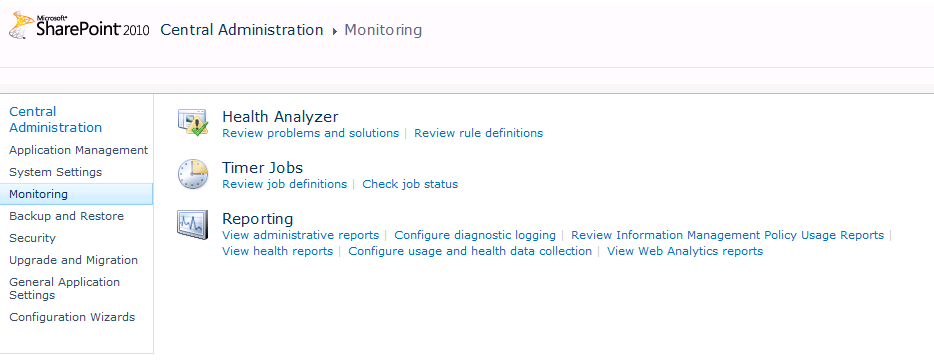 Microsoft®
SharePoint® 2010 Central Administration Monitoring
Central
Administration
Application Management
System Settings
Monitoring
Backup and Restore
Security
Upgrade and Migration
General Application
Settings
Configuration Wizards
Health Analyzer
Review problems and solutions | Review rule definitions
Timer Jobs
Review job definitions | Check job status
Reporting
View administrative reports | Configure diagnostic logging | Review Information Management Policy Usage Reports |
View health reports | Configure usage and health data collection | View Web Analytics reports